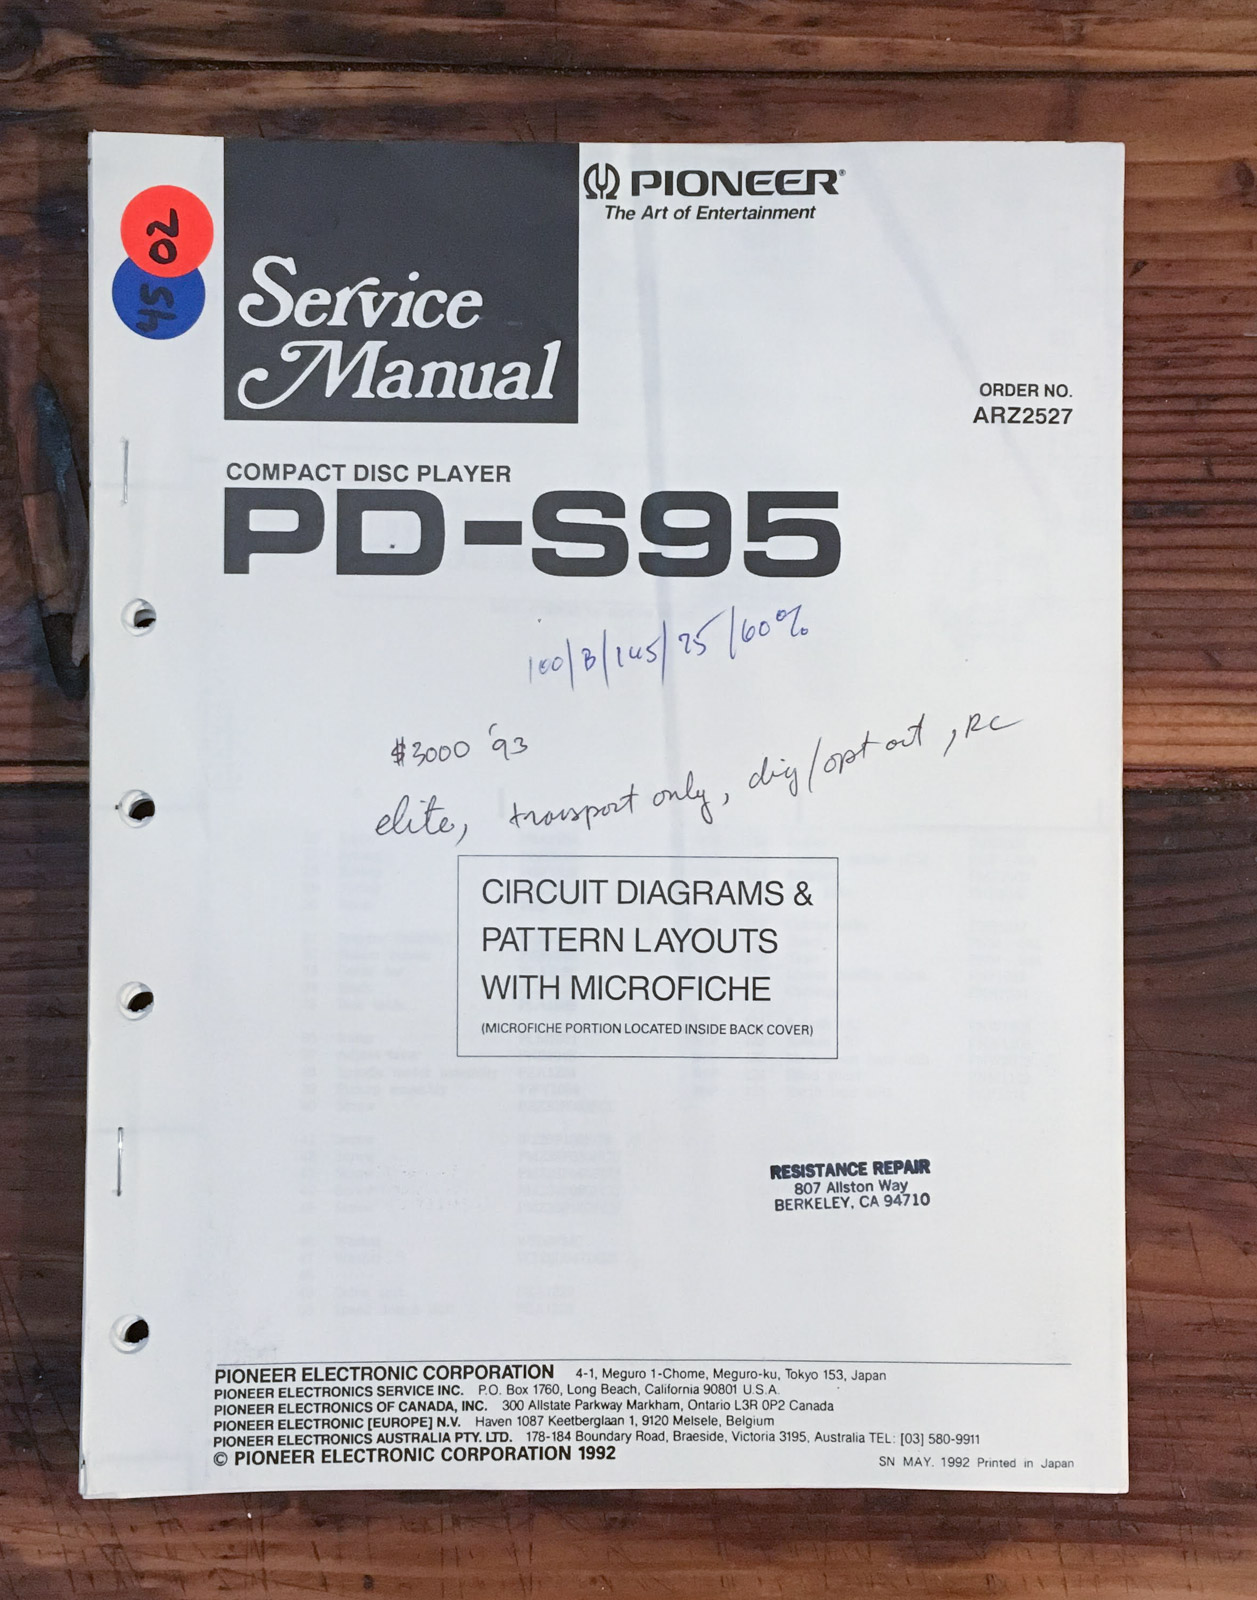 02
45
Service
Manual
PIONEER®
The Art of Entertainment
ORDER NO.
ARZ2527
COMPACT DISC PLAYER
PD-S95
100/B/145/25/60%
$3000 '93
elite, transport only, dig/opt out, RC
CIRCUIT DIAGRAMS &
PATTERN LAYOUTS
WITH MICROFICHE
(MICROFICHE PORTION LOCATED INSIDE BACK COVER)
RESISTANCE REPAIR
807 Allston Way
BERKELEY, CA 94710
PIONEER ELECTRONIC CORPORATION 4-1, Meguro 1-Chome, Meguro-ku, Tokyo 153, Japan
PIONEER ELECTRONICS SERVICE INC. P.O. Box 1760, Long Beach, California 90801 U.S.A.
PIONEER ELECTRONICS OF CANADA, INC. 300 Allstate Parkway Markham, Ontario L3R 0P2 Canada
PIONEER ELECTRONIC [EUROPE] N.V. Haven 1087 Keetberglaan 1, 9120 Melsele, Belgium
PIONEER ELECTRONICS AUSTRALIA PTY. LTD. 178-184 Boundary Road, Braeside, Victoria 3195, Australia TEL: [03] 580-9911
© PIONEER ELECTRONIC CORPORATION 1992
SN MAY. 1992 Printed in Japan